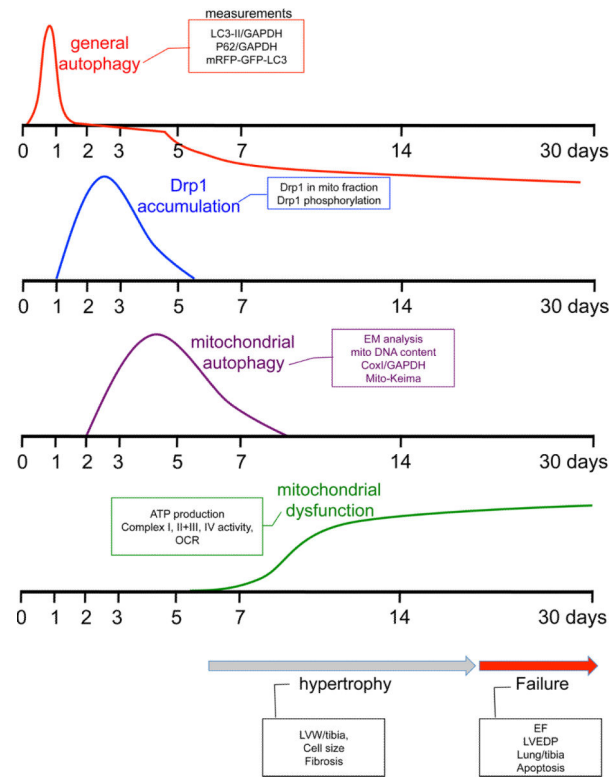 measurements
general
autophagy
LC3-II/GAPDH
P62/GAPDH
mRFP-GFP-LC3
0 1 2 3 5 7 14 30 days
Drp1
accumulation
Drp1 in mito fraction
Drp1 phosphorylation
0 1 2 3 5 7 14 30 days
mitochondrial
autophagy
EM analysis
mito DNA content
CoxI/GAPDH
Mito-Keima
0 1 2 3 5 7 14 30 days
mitochondrial
dysfunction
ATP production
Complex I, II+III, IV activity,
OCR
0 1 2 3 5 7 14 30 days
hypertrophy
Failure
LVW/tibia,
Cell size
Fibrosis
EF
LVEDP
Lung/tibia
Apoptosis